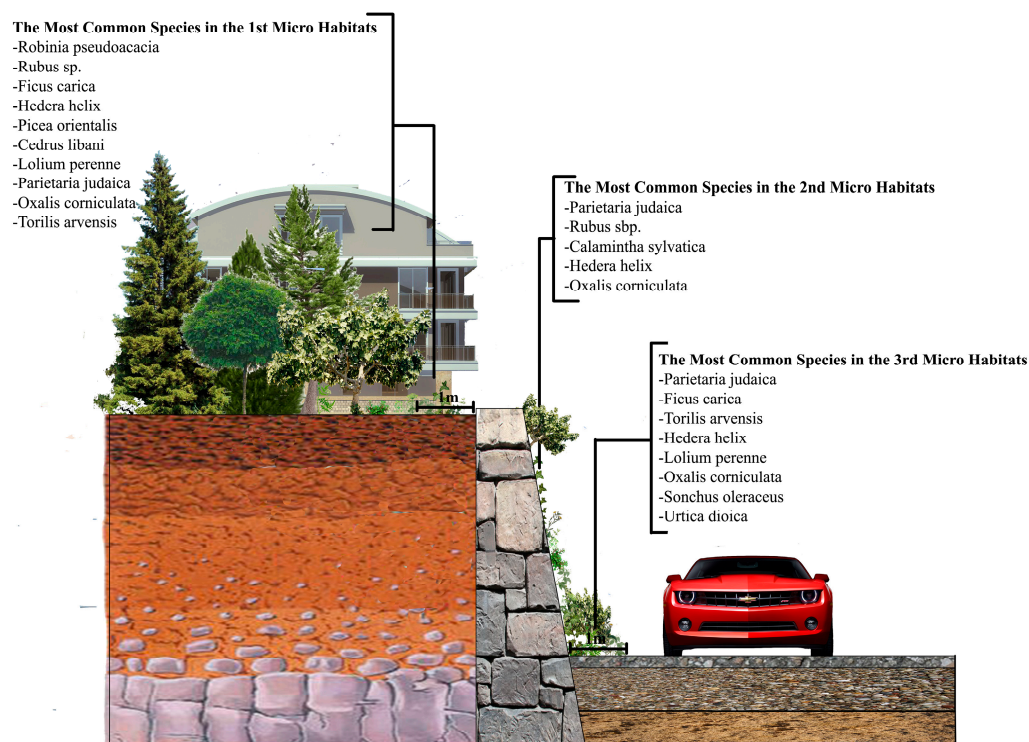 The Most Common Species in the 1st Micro Habitats
-Robinia pseudoacacia
-Rubus sp.
-Ficus carica
-Hedera helix
-Picea orientalis
-Cedrus libani
-Lolium perenne
-Parietaria judaica
-Oxalis corniculata
-Torilis arvensis
The Most Common Species in the 2nd Micro Habitats
-Parietaria judaica
-Rubus sbp.
-Calamintha sylvatica
-Hedera helix
-Oxalis corniculata
The Most Common Species in the 3rd Micro Habitats
-Parietaria judaica
-Ficus carica
-Torilis arvensis
-Hedera helix
-Lolium perenne
-Oxalis corniculata
-Sonchus oleraceus
-Urtica dioica
1m
1m